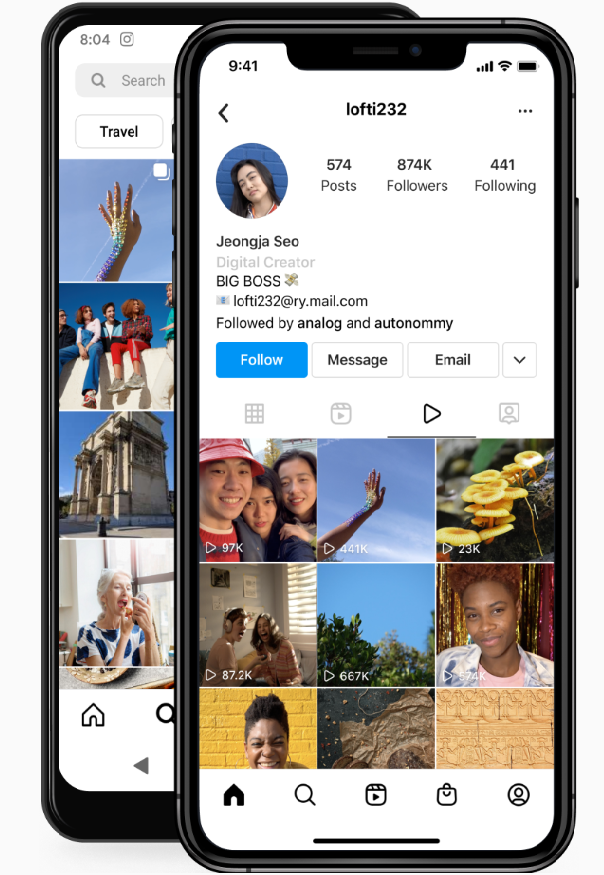 8:04
Search
Travel
9:41
lofti232
574 874K 441
Posts Followers Following
Jeongja Seo
Digital Creator
BIG BOSS 💸
📧 lofti232@ry.mail.com
Followed by analog and autonommy
Follow Message Email
97K 441K 23K
87.2K 667K 574K